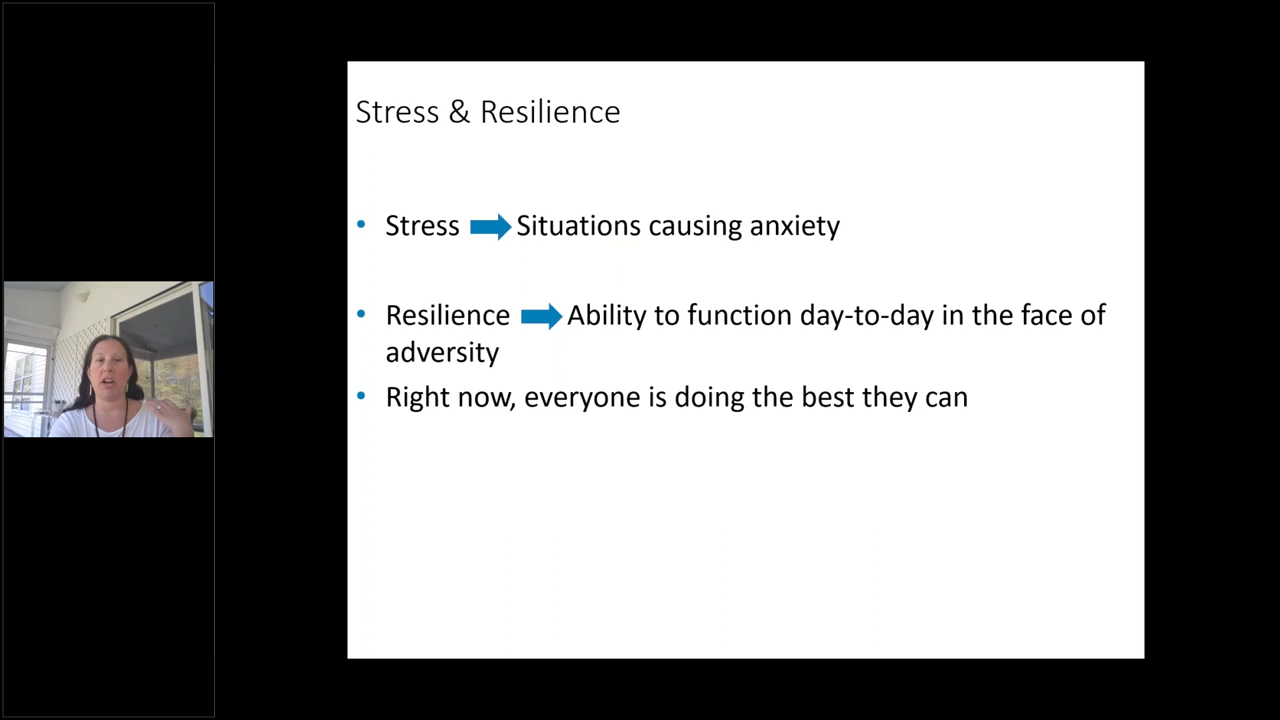 Stress & Resilience
• Stress Situations causing anxiety
• Resilience Ability to function day-to-day in the face of
adversity
• Right now, everyone is doing the best they can